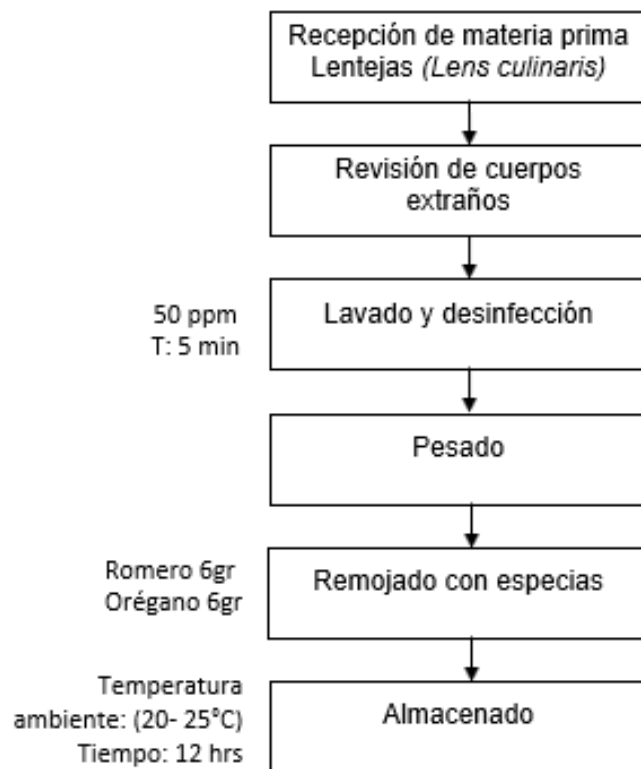 Recepción de materia prima
Lentejas (Lens culinaris)
Revisión de cuerpos
extraños
50 ppm
T: 5 min
Lavado y desinfección
Pesado
Romero 6gr
Orégano 6gr
Remojado con especias
Temperatura
ambiente: (20- 25°C)
Tiempo: 12 hrs
Almacenado